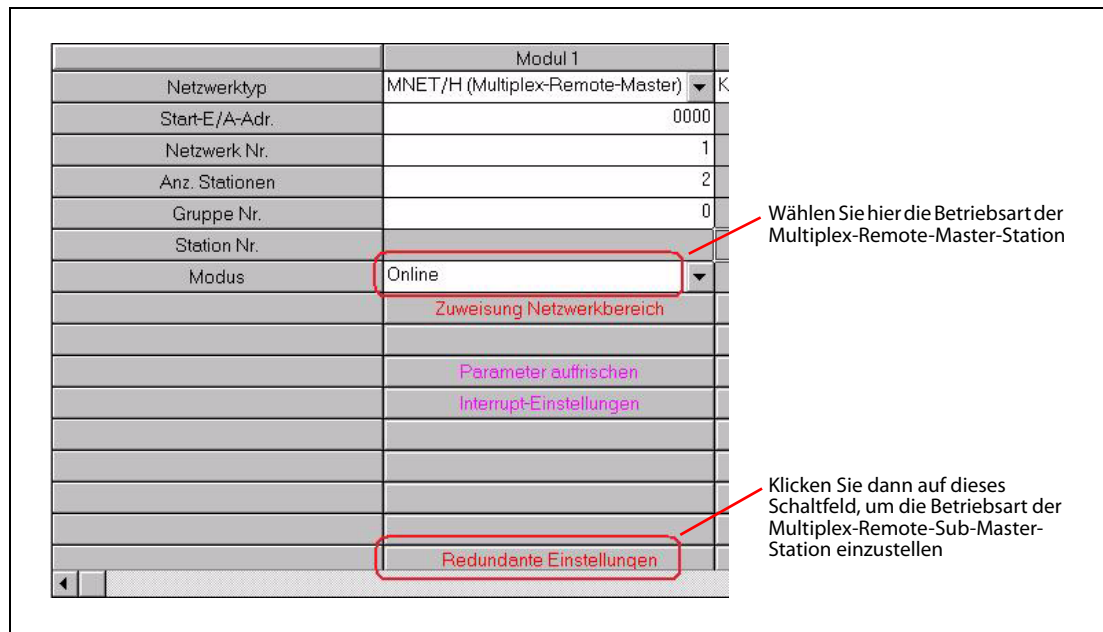 Modul 1
Netzwerktyp MNET/H (Multiplex-Remote-Master) K
Start-E/A-Adr. 0000
Netzwerk Nr. 1
Anz. Stationen 2
Gruppe Nr. 0
Station Nr.
Modus Online
Zuweisung Netzwerkbereich
Parameter auffrischen
Interrupt-Einstellungen
Redundante Einstellungen
Wählen Sie hier die Betriebsart der
Multiplex-Remote-Master-Station
Klicken Sie dann auf dieses
Schaltfeld, um die Betriebsart der
Multiplex-Remote-Sub-Master-
Station einzustellen